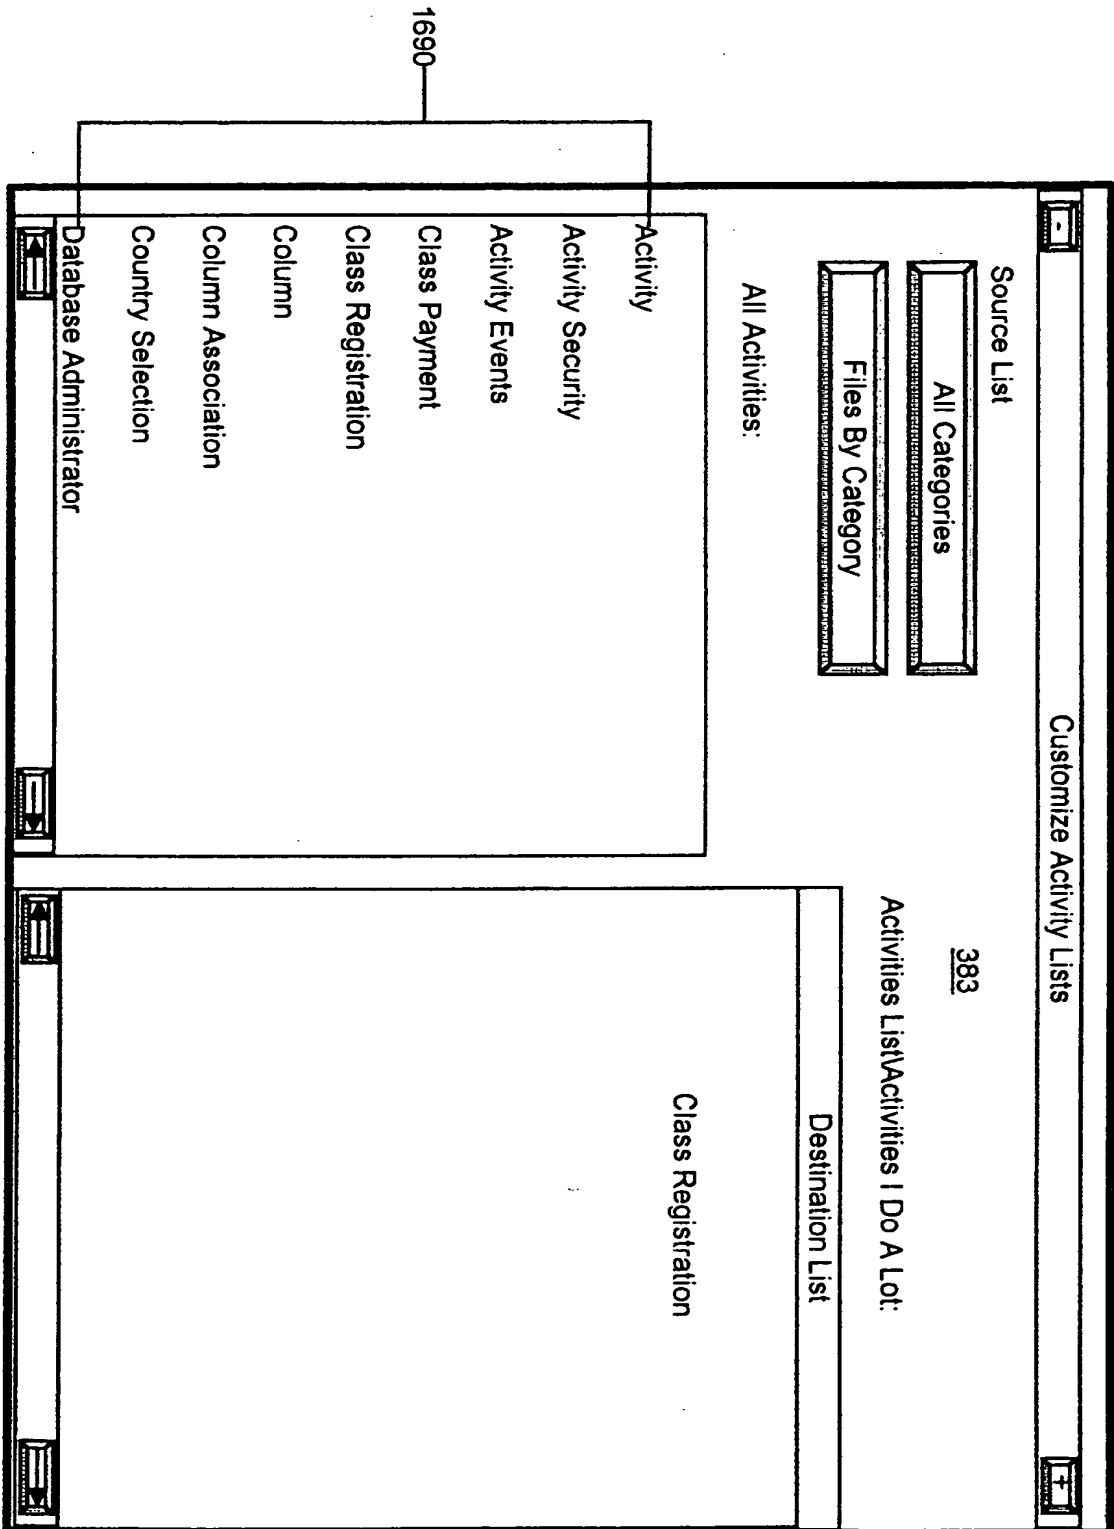 Customize Activity Lists
-
+
Source List
383
All Categories
Activities List\Activities I Do A Lot:
Files By Category
Destination List
All Activities:
Activity
Class Registration
Activity Security
Activity Events
Class Payment
Class Registration
Column
Column Association
Country Selection
Database Administrator
1690